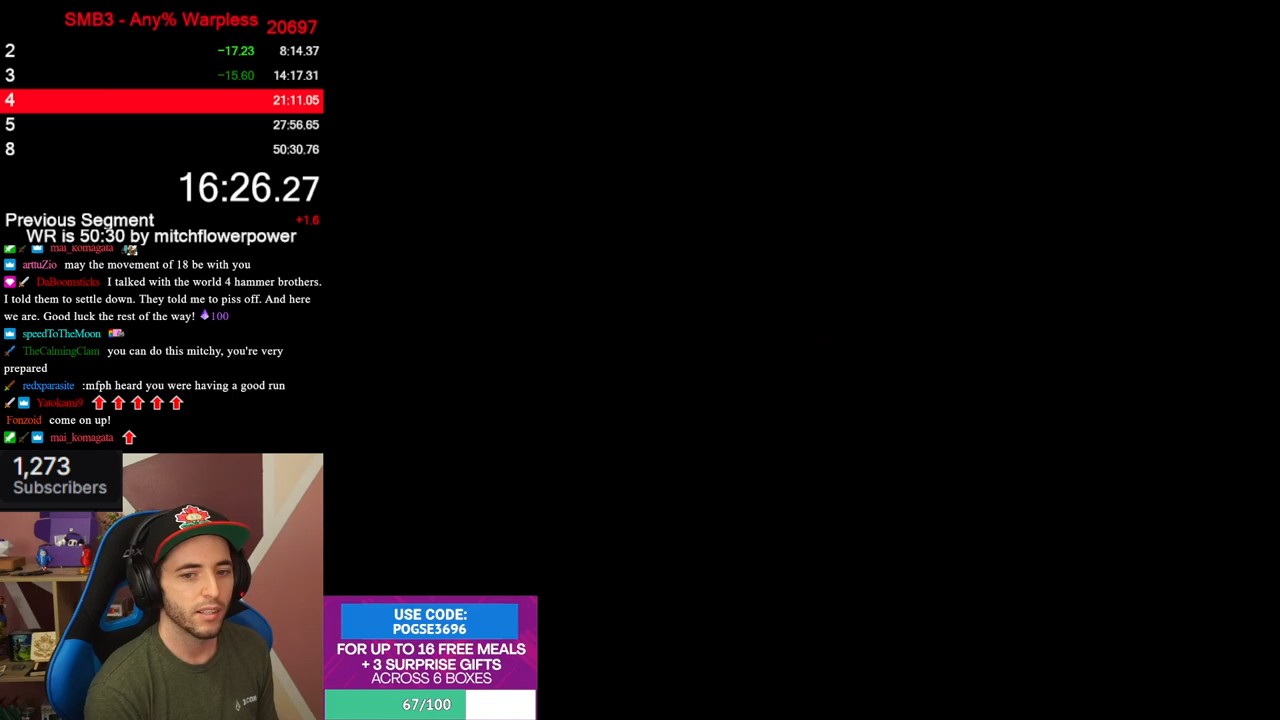 SMB3 - Any% Warpless 20697
2 −17.23 8:14.37
3 −15.60 14:17.31
4 21:11.05
5 27:56.65
8 50:30.76
16:26.27
Previous Segment +1.6
WR is 50:30 by mitchflowerpower
mai_komagata
arttuZio may the movement of 18 be with you
DaBoomsticks I talked with the world 4 hammer brothers.
I told them to settle down. They told me to piss off. And here
we are. Good luck the rest of the way! 100
speedToTheMoon
TheCalmingClam you can do this mitchy, you're very
prepared
redxparasite :mfph heard you were having a good run
Yatokami9
Fonzoid come on up!
mai_komagata
1,273
Subscribers
USE CODE:
POGSE3696
FOR UP TO 16 FREE MEALS
+ 3 SURPRISE GIFTS
ACROSS 6 BOXES
67/100